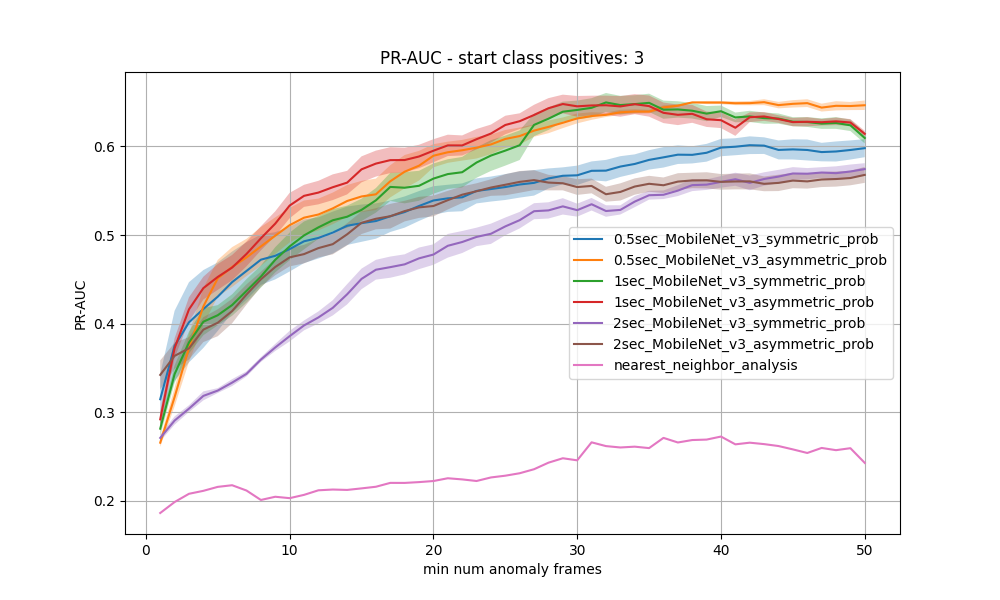 PR-AUC - start class positives: 3
PR-AUC
0.6
0.5
0.4
0.3
0.2
0.5sec_MobileNet_v3_symmetric_prob
0.5sec_MobileNet_v3_asymmetric_prob
1sec_MobileNet_v3_symmetric_prob
1sec_MobileNet_v3_asymmetric_prob
2sec_MobileNet_v3_symmetric_prob
2sec_MobileNet_v3_asymmetric_prob
nearest_neighbor_analysis
0 10 20 30 40 50
min num anomaly frames